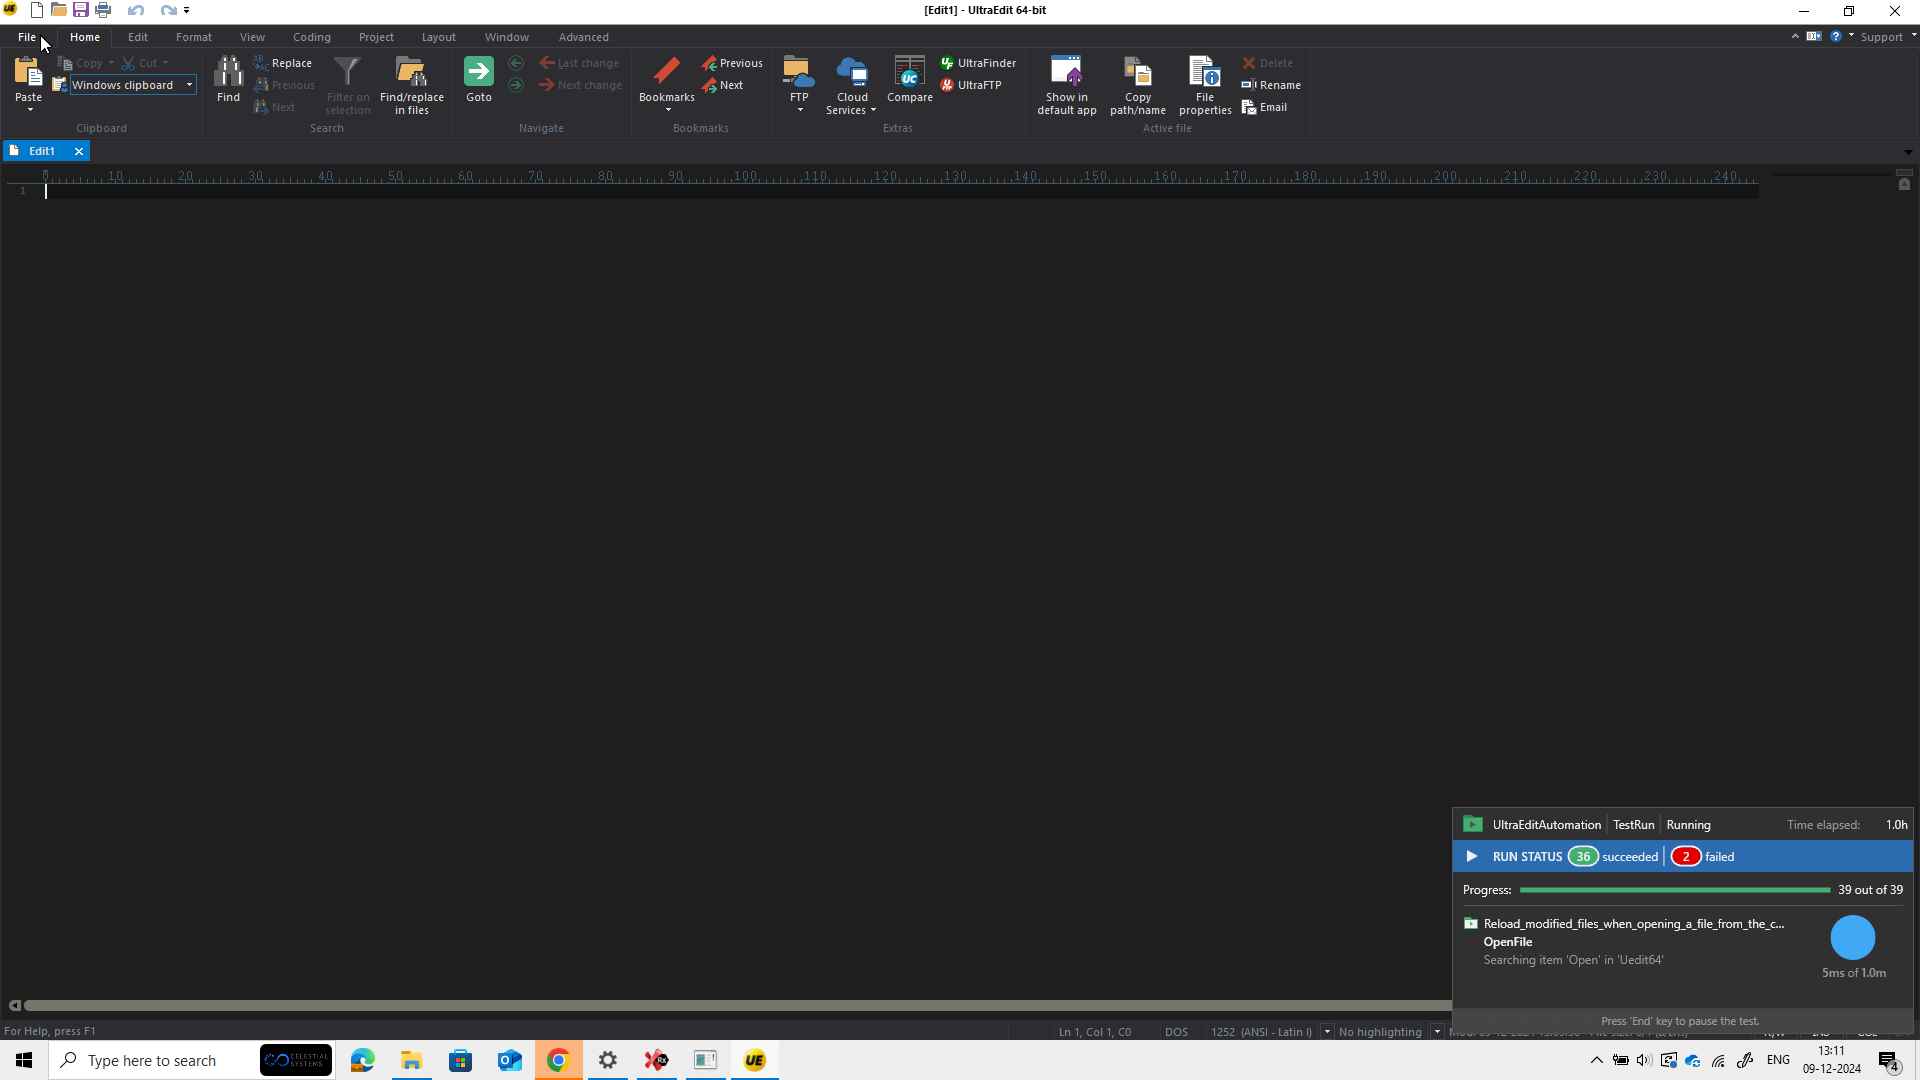 [Edit1] - UltraEdit 64-bit
File Home Edit Format View Coding Project Layout Window Advanced Support
Paste
Copy Cut
Windows clipboard
Clipboard
Find
Replace
Previous
Next
Filter on selection
Find/replace in files
Search
Goto
Last change
Next change
Navigate
Bookmarks
Previous
Next
Bookmarks
FTP
Cloud Services
Compare
UltraFinder
UltraFTP
Extras
Show in default app
Copy path/name
File properties
Delete
Rename
Email
Active file
Edit1
0 10 20 30 40 50 60 70 80 90 100 110 120 130 140 150 160 170 180 190 200 210 220 230 240
1
UltraEditAutomation TestRun Running Time elapsed: 1.0h
RUN STATUS 36 succeeded 2 failed
Progress: 39 out of 39
Reload_modified_files_when_opening_a_file_from_the_c...
OpenFile
Searching item 'Open' in 'Uedit64'
5ms of 1.0m
Press 'End' key to pause the test.
For Help, press F1
Ln 1, Col 1, C0 DOS 1252 (ANSI - Latin I) No highlighting
Type here to search
CELESTIAL SYSTEMS
ENG
13:11
09-12-2024
4